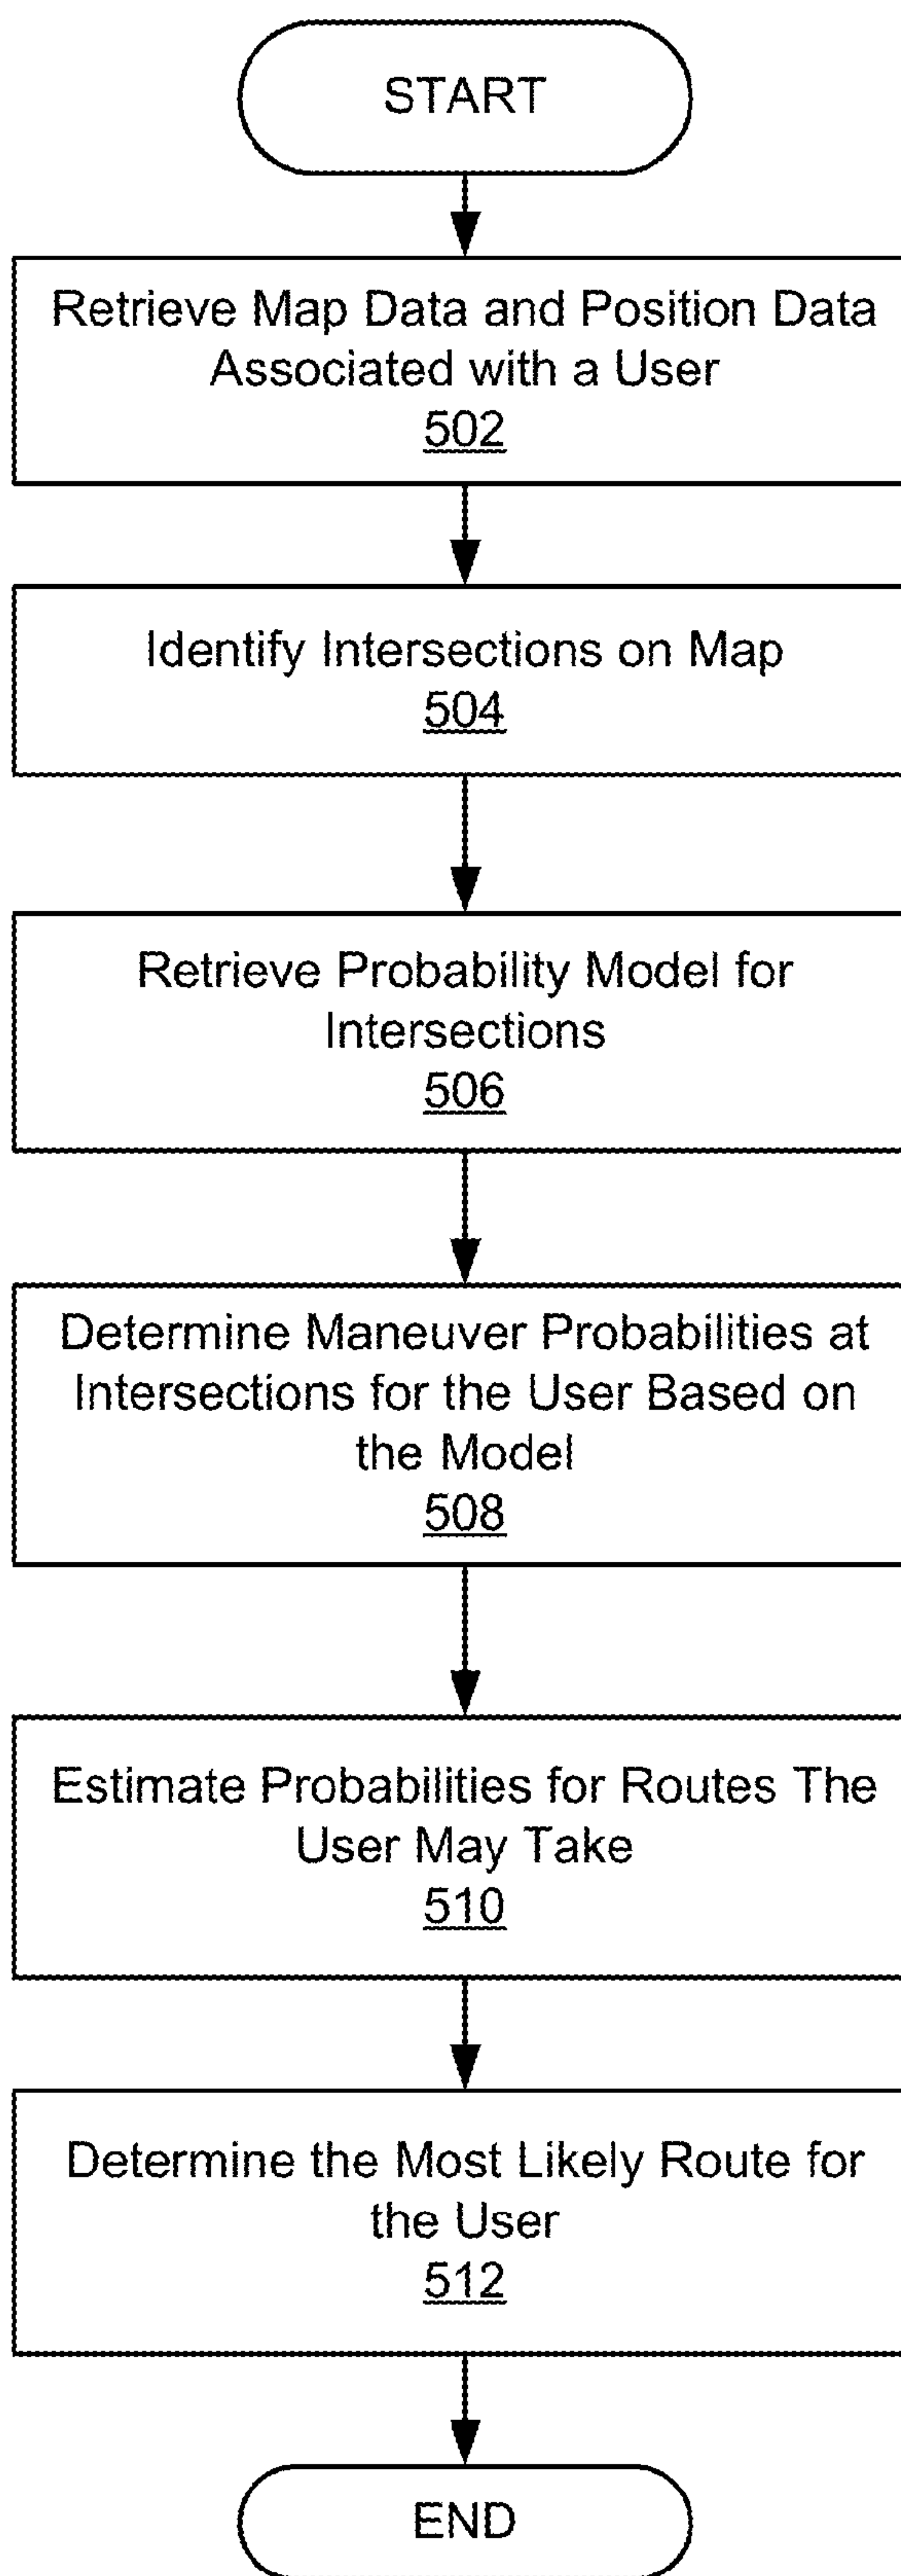 START
Retrieve Map Data and Position Data
Associated with a User
502
Identify Intersections on Map
504
Retrieve Probability Model for
Intersections
506
Determine Maneuver Probabilities at
Intersections for the User Based on
the Model
508
Estimate Probabilities for Routes The
User May Take
510
Determine the Most Likely Route for
the User
512
END